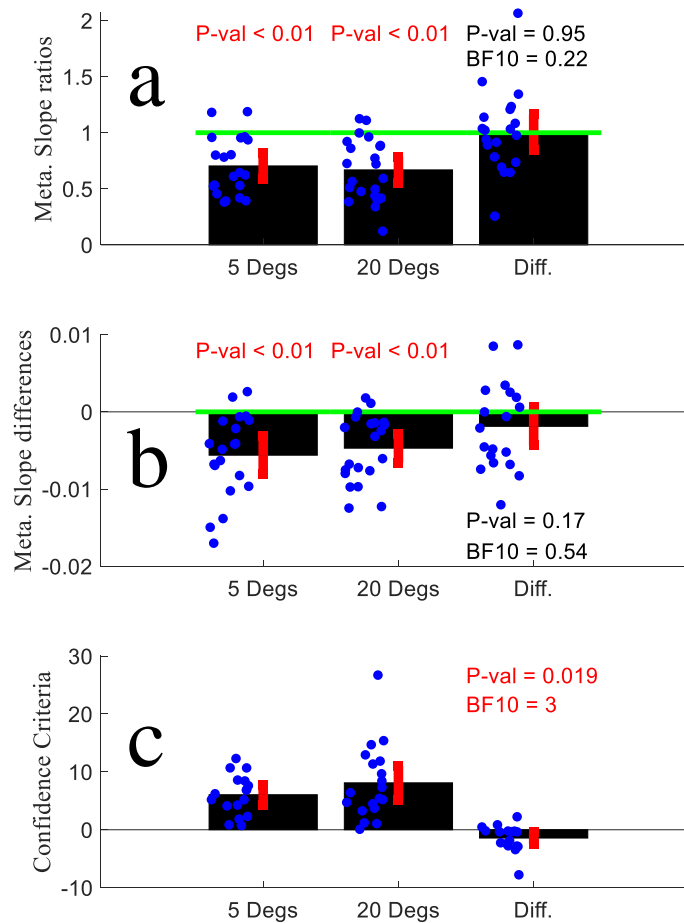 Meta. Slope ratios
a
2
1.5
1
0.5
0
P-val < 0.01
P-val < 0.01
P-val = 0.95
BF10 = 0.22
5 Degs
20 Degs
Diff.
Meta. Slope differences
b
0.01
0
-0.01
-0.02
P-val < 0.01
P-val < 0.01
P-val = 0.17
BF10 = 0.54
5 Degs
20 Degs
Diff.
Confidence Criteria
c
30
20
10
0
-10
P-val = 0.019
BF10 = 3
5 Degs
20 Degs
Diff.